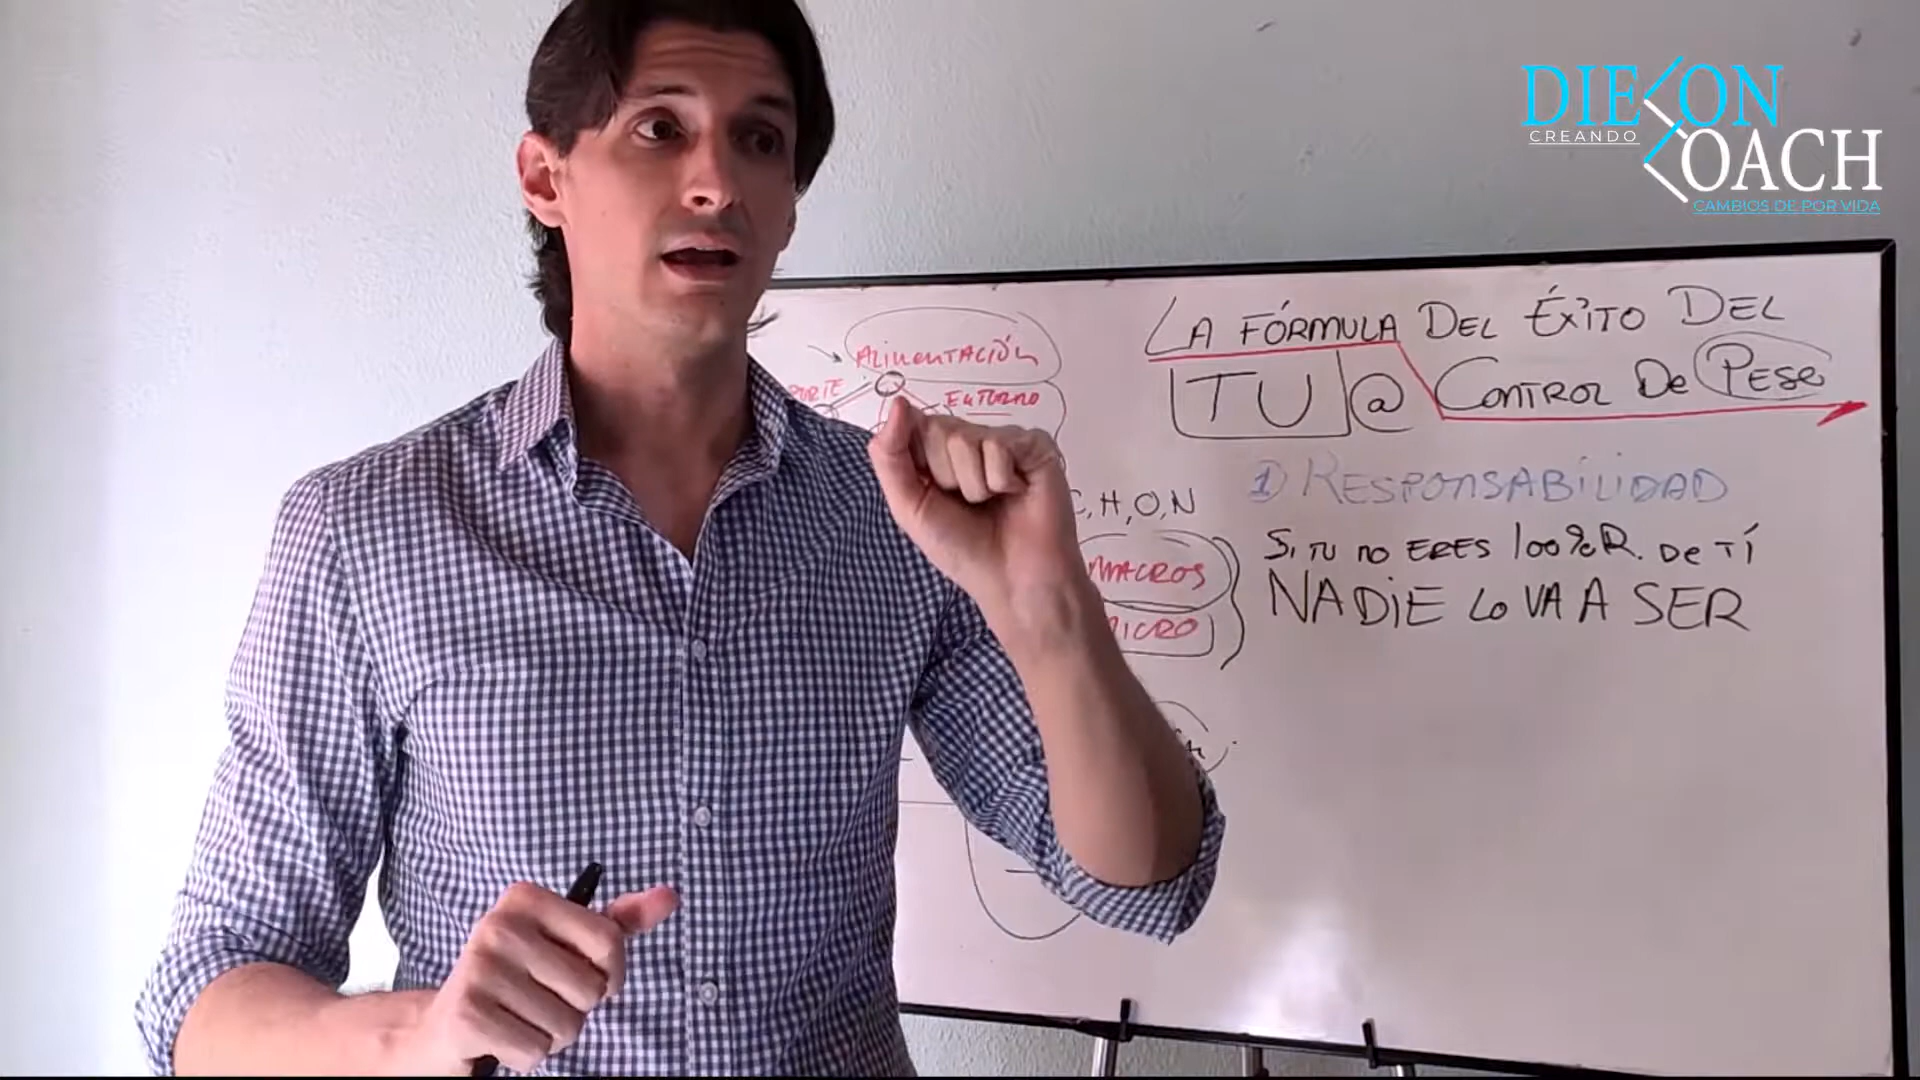 DIEGON
CREANDO
COACH
CAMBIOS DE POR VIDA
ALIMENTACIÓN
ENTORNO
C, H, O, N
MACROS
MICRO
LA FÓRMULA DEL ÉXITO DEL
TU @ CONTROL DE PESO
1) RESPONSABILIDAD
SI TU NO ERES 100% R. DE TÍ
NADIE LO VA A SER